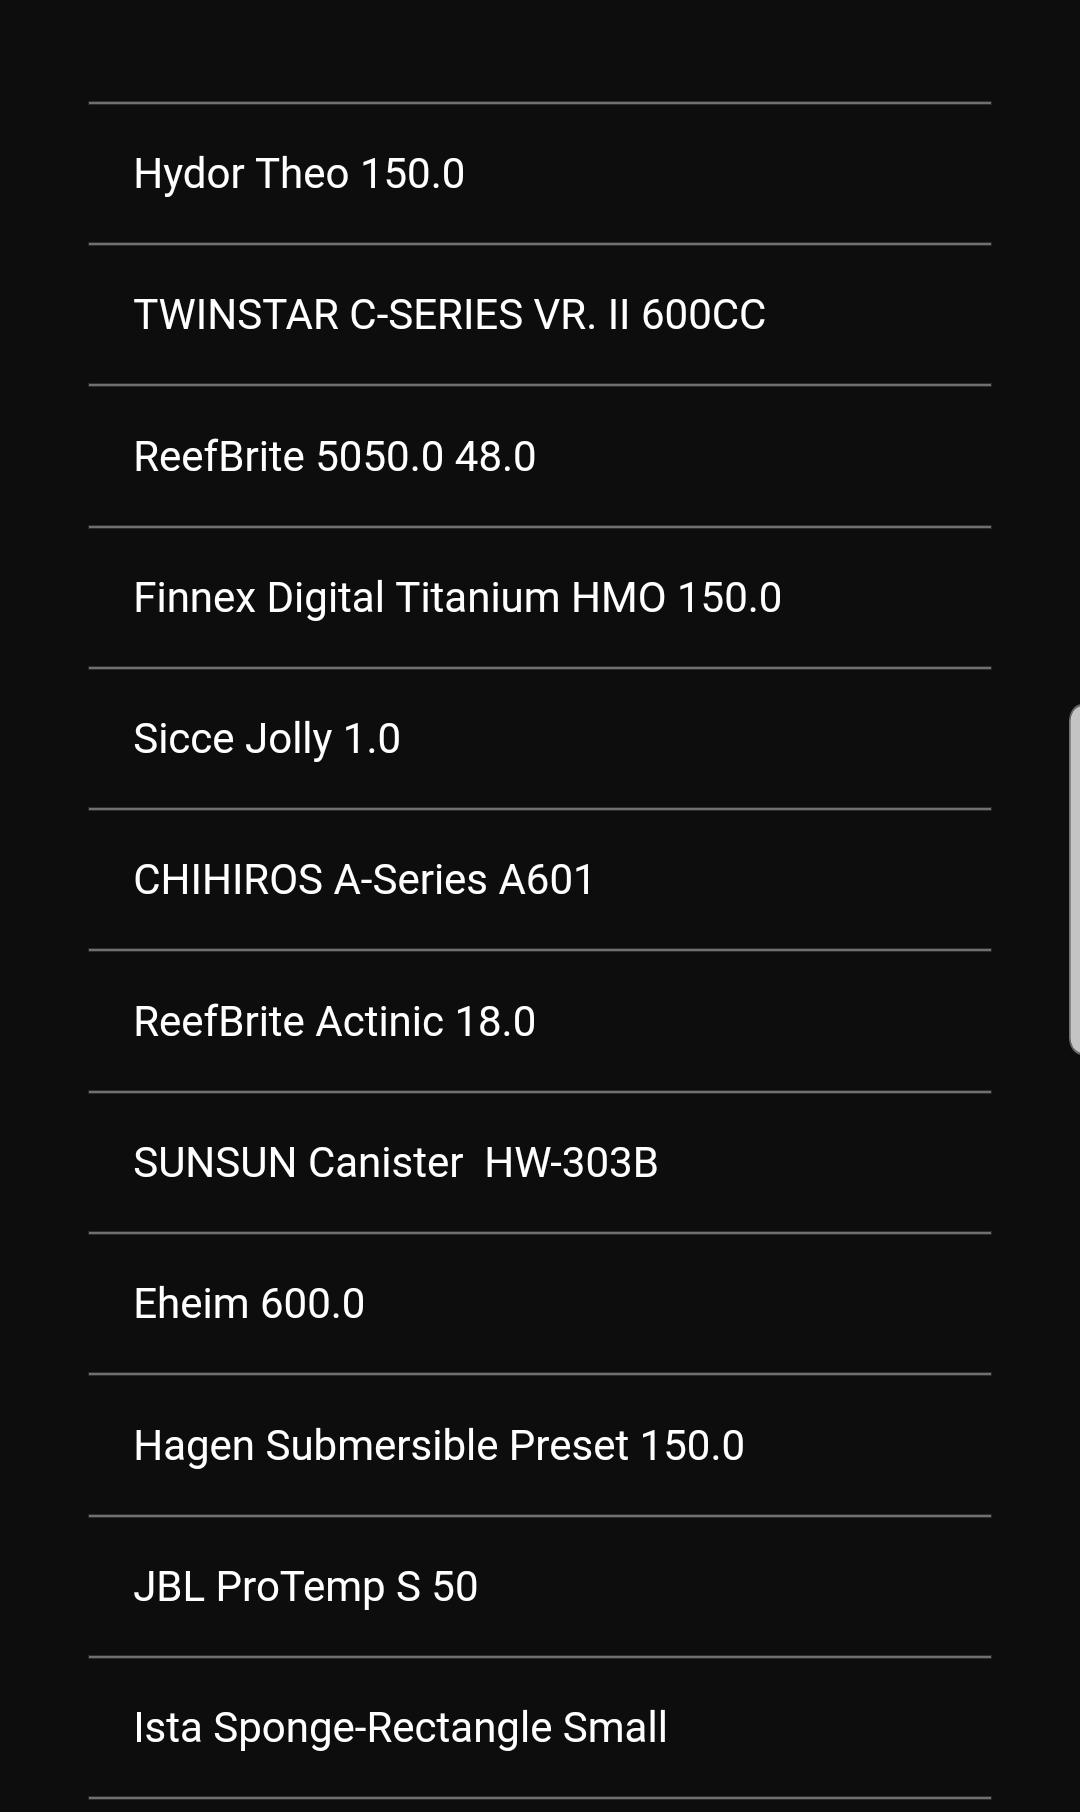 Hydor Theo 150.0
TWINSTAR C-SERIES VR. II 600CC
ReefBrite 5050.0 48.0
Finnex Digital Titanium HMO 150.0
Sicce Jolly 1.0
CHIHIROS A-Series A601
ReefBrite Actinic 18.0
SUNSUN Canister  HW-303B
Eheim 600.0
Hagen Submersible Preset 150.0
JBL ProTemp S 50
Ista Sponge-Rectangle Small